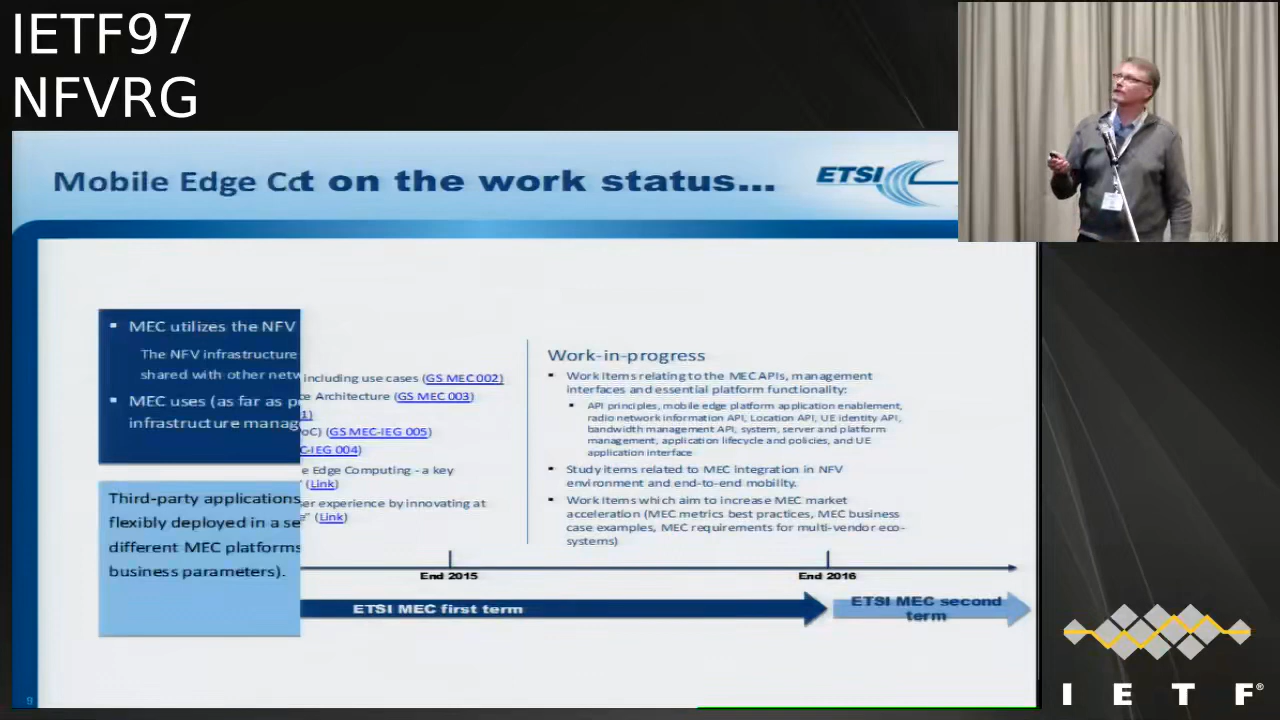 IETF97
NFVRG
Mobile Edge Cct on the work status...
ETSI
MEC utilizes the NFV
The NFV infrastructure
shared with other netw
MEC uses (as far as po
infrastructure manag
Third-party applications
flexibly deployed in a se
different MEC platforms
business parameters).
including use cases (GS MEC 002)
e Architecture (GS MEC 003)
1)
oC) (GS MEC-IEG 005)
C-IEG 004)
e Edge Computing - a key
" (Link)
er experience by innovating at
e" (Link)
Work-in-progress
Work Items relating to the MEC APIs, management
interfaces and essential platform functionality:
API principles, mobile edge platform application enablement,
radio network information API, Location API, UE identity API,
bandwidth management API, system, server and platform
management, application lifecycle and policies, and UE
application interface
Study items related to MEC integration in NFV
environment and end-to-end mobility.
Work Items which aim to increase MEC market
acceleration (MEC metrics best practices, MEC business
case examples, MEC requirements for multi-vendor eco-
systems)
End 2015
End 2016
ETSI MEC first term
ETSI MEC second
term
9
I E T F®